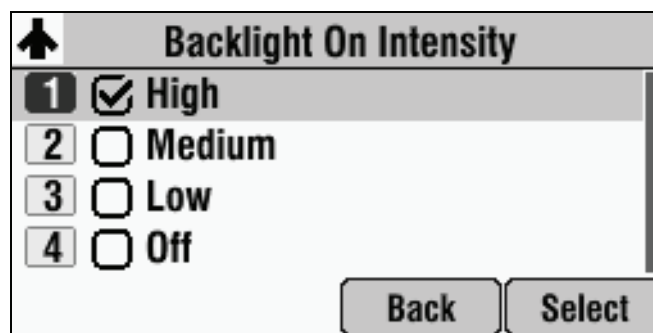 Backlight On Intensity
1 High
2 Medium
3 Low
4 Off
Back Select